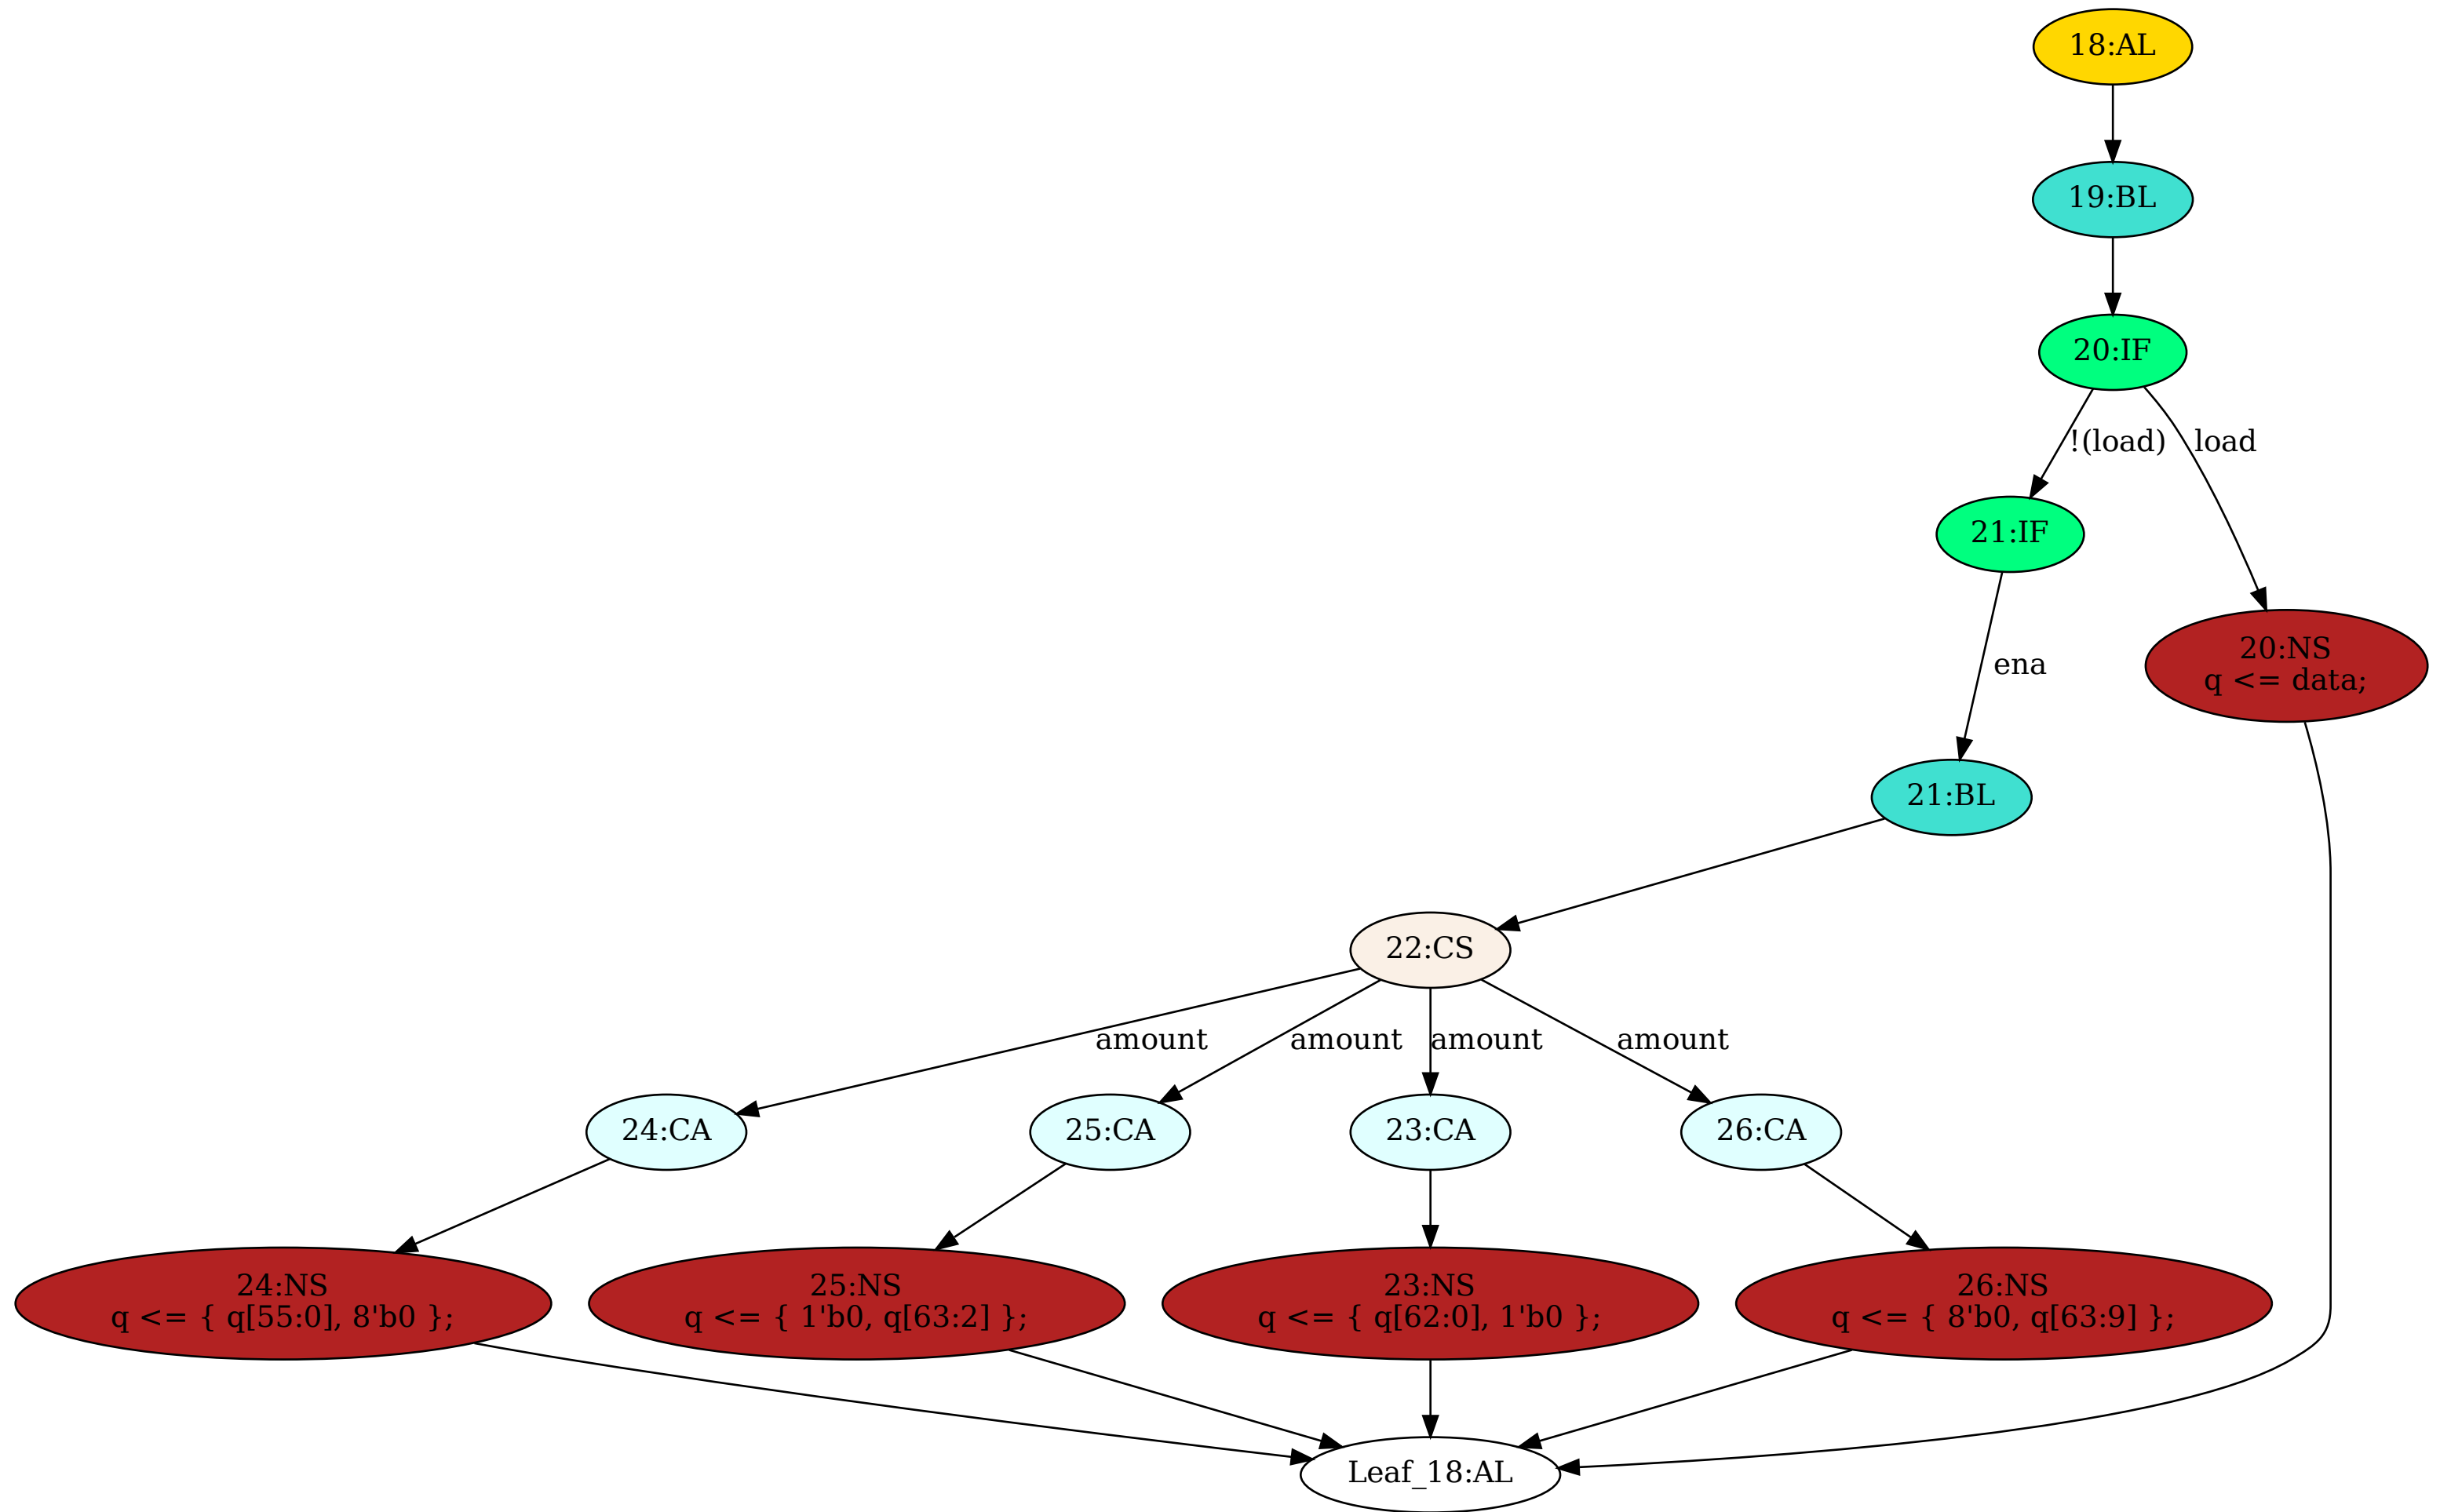 18:AL
19:BL
20:IF
!(load)
load
21:IF
20:NS
q <= data;
ena
21:BL
22:CS
amount
amount
amount
amount
24:CA
25:CA
23:CA
26:CA
24:NS
q <= { q[55:0], 8'b0 };
25:NS
q <= { 1'b0, q[63:2] };
23:NS
q <= { q[62:0], 1'b0 };
26:NS
q <= { 8'b0, q[63:9] };
Leaf_18:AL